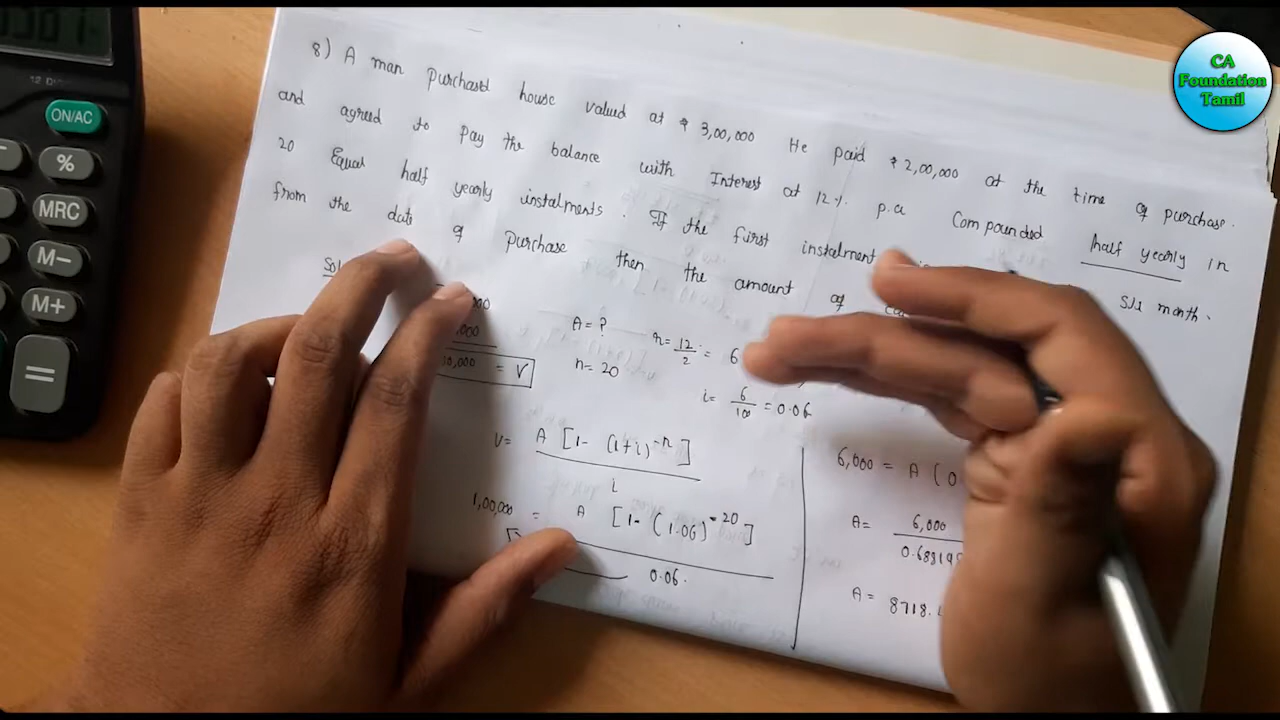 CA
Foundation
Tamil
12 DI
ON/AC
%
MRC
M-
M+
=
8) A man purchased house valued at ₹ 3,00,000 He paid ₹ 2,00,000 at the time of purchase.
and agreed to pay the balance with Interest at 12%. p.a Compounded half yearly in
20 Equal half yearly instalments. If the first instalment
from the date of purchase then the amount of
Six month.
A = ?
r = 12/2 = 6
n = 20
= V
i = 6/100 = 0.06
V = A [1 - (1+i)^-n] / i
1,00,000 = A [1 - (1.06)^-20] / 0.06.
6,000 = A (0
A = 6,000 /
A = 8718.